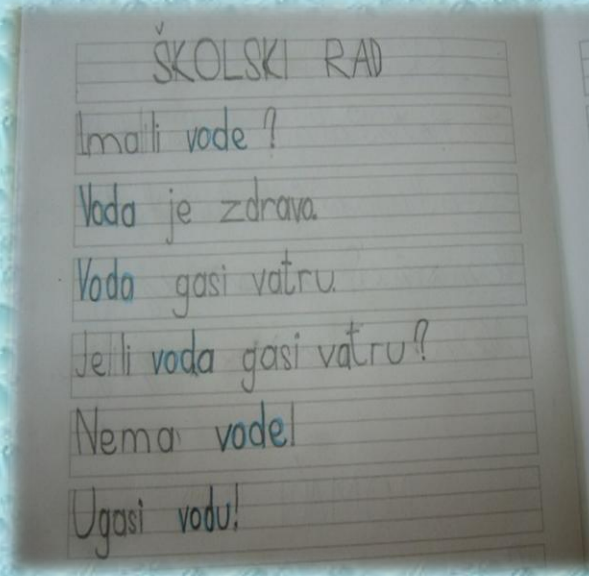 ŠKOLSKI RAD
Ima li vode?
Voda je zdrava.
Voda gasi vatru.
Je li voda gasi vatru?
Nema vode!
Ugasi vodu!